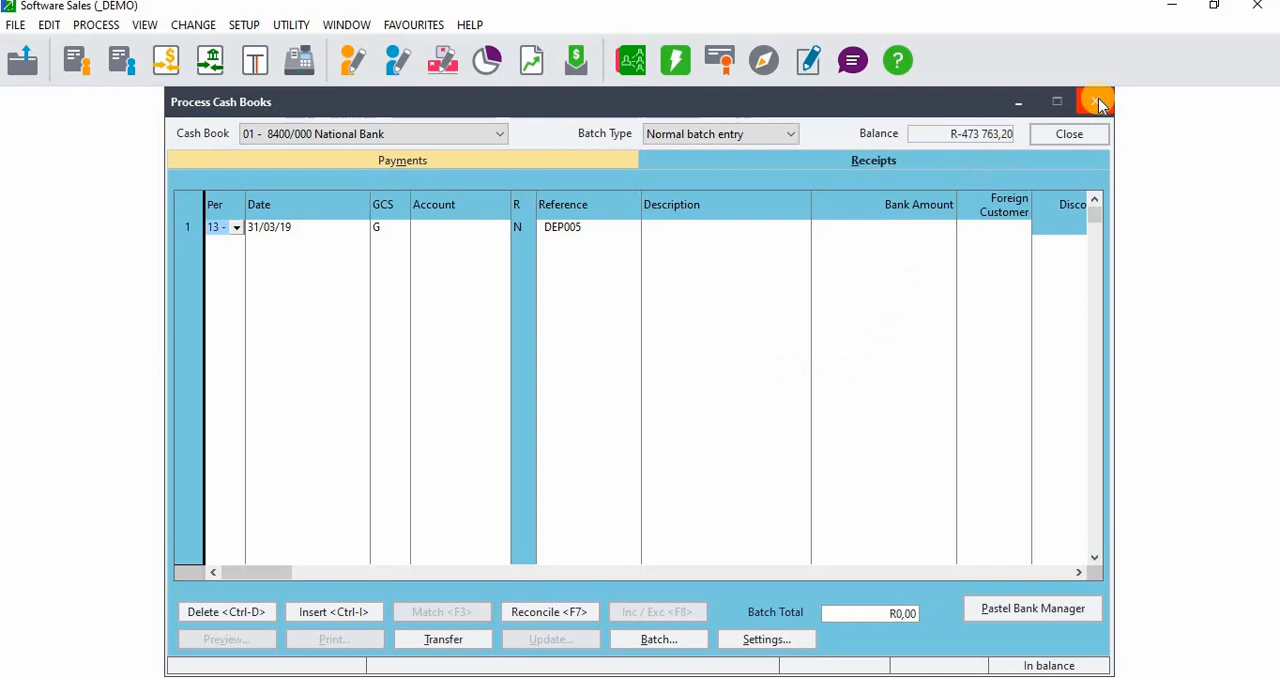 Software Sales (_DEMO)
FILE EDIT PROCESS VIEW CHANGE SETUP UTILITY WINDOW FAVOURITES HELP
Process Cash Books
Cash Book 01 - 8400/000 National Bank Batch Type Normal batch entry Balance R-473 763,20 Close
Payments Receipts
Per Date GCS Account R Reference Description Bank Amount Foreign Customer Disco
1 13 - 31/03/19 G N DEP005
Delete <Ctrl-D> Insert <Ctrl-I> Match <F3> Reconcile <F7> Inc / Exc <F8> Batch Total R0,00 Pastel Bank Manager
Preview... Print... Transfer Update... Batch... Settings...
In balance